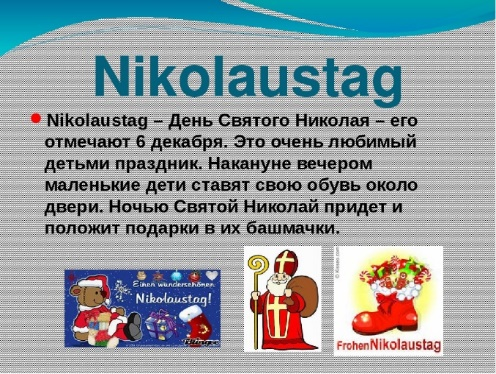 Nikolaustag
Nikolaustag – День Святого Николая – его
отмечают 6 декабря. Это очень любимый
детьми праздник. Накануне вечером
маленькие дети ставят свою обувь около
двери. Ночью Святой Николай придет и
положит подарки в их башмачки.
Einen wunderschönen
Nikolaustag!
Frohen Nikolaustag